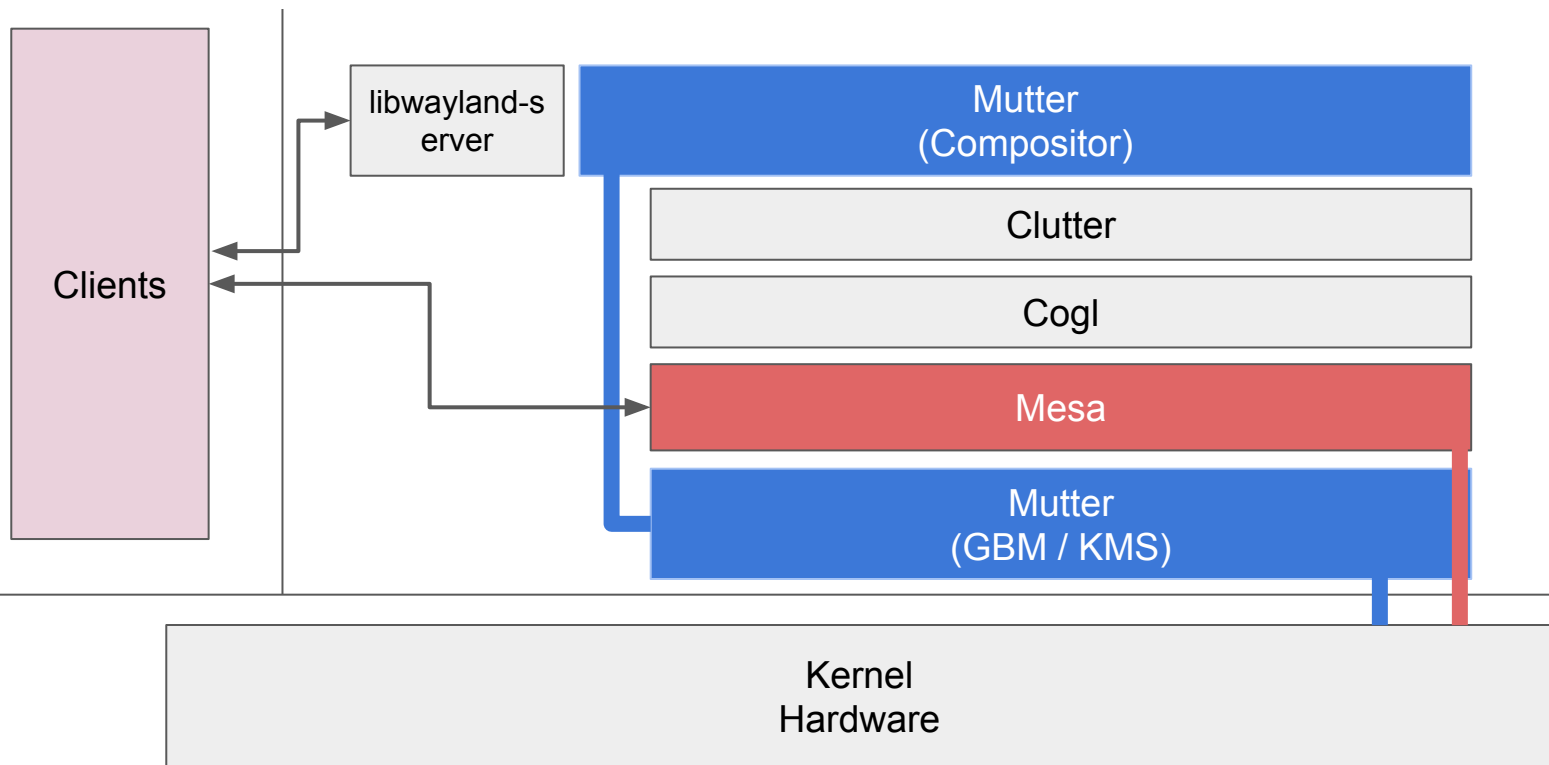 libwayland-s
erver
Mutter
(Compositor)
Clutter
Clients
Cogl
Mesa
Mutter
(GBM / KMS)
Kernel
Hardware